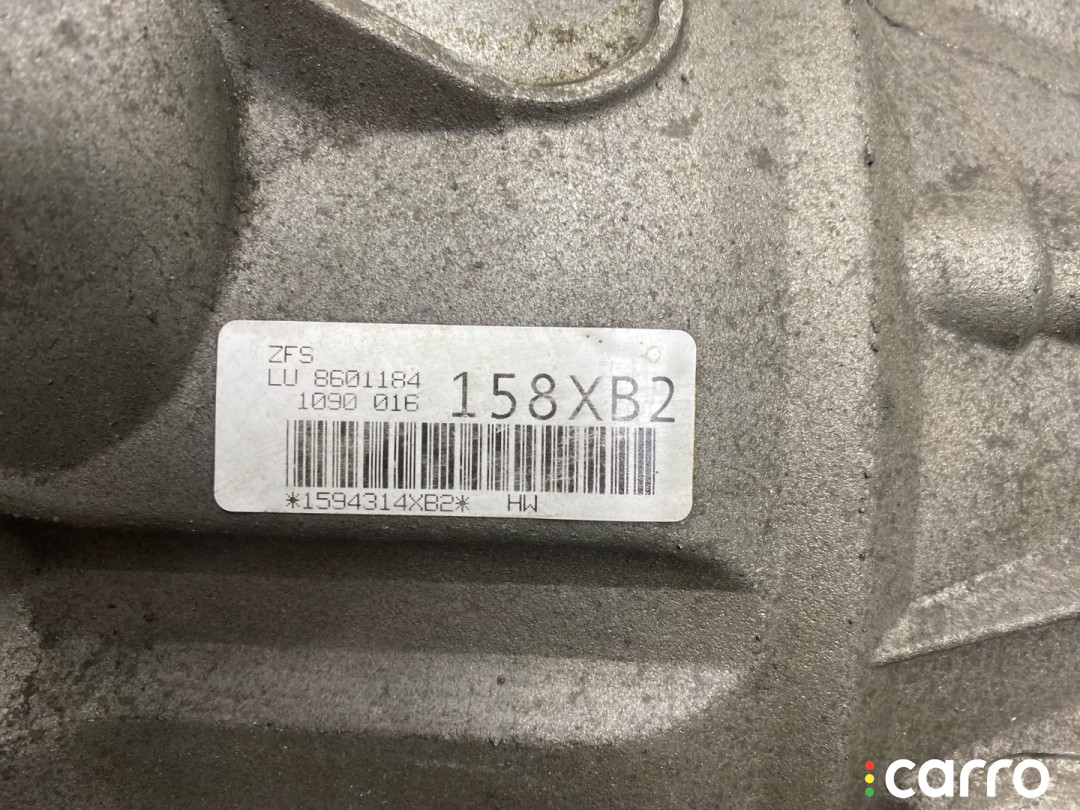 ZFS
LU 8601184
1090 016
158XB2
*1594314XB2* HW
carro